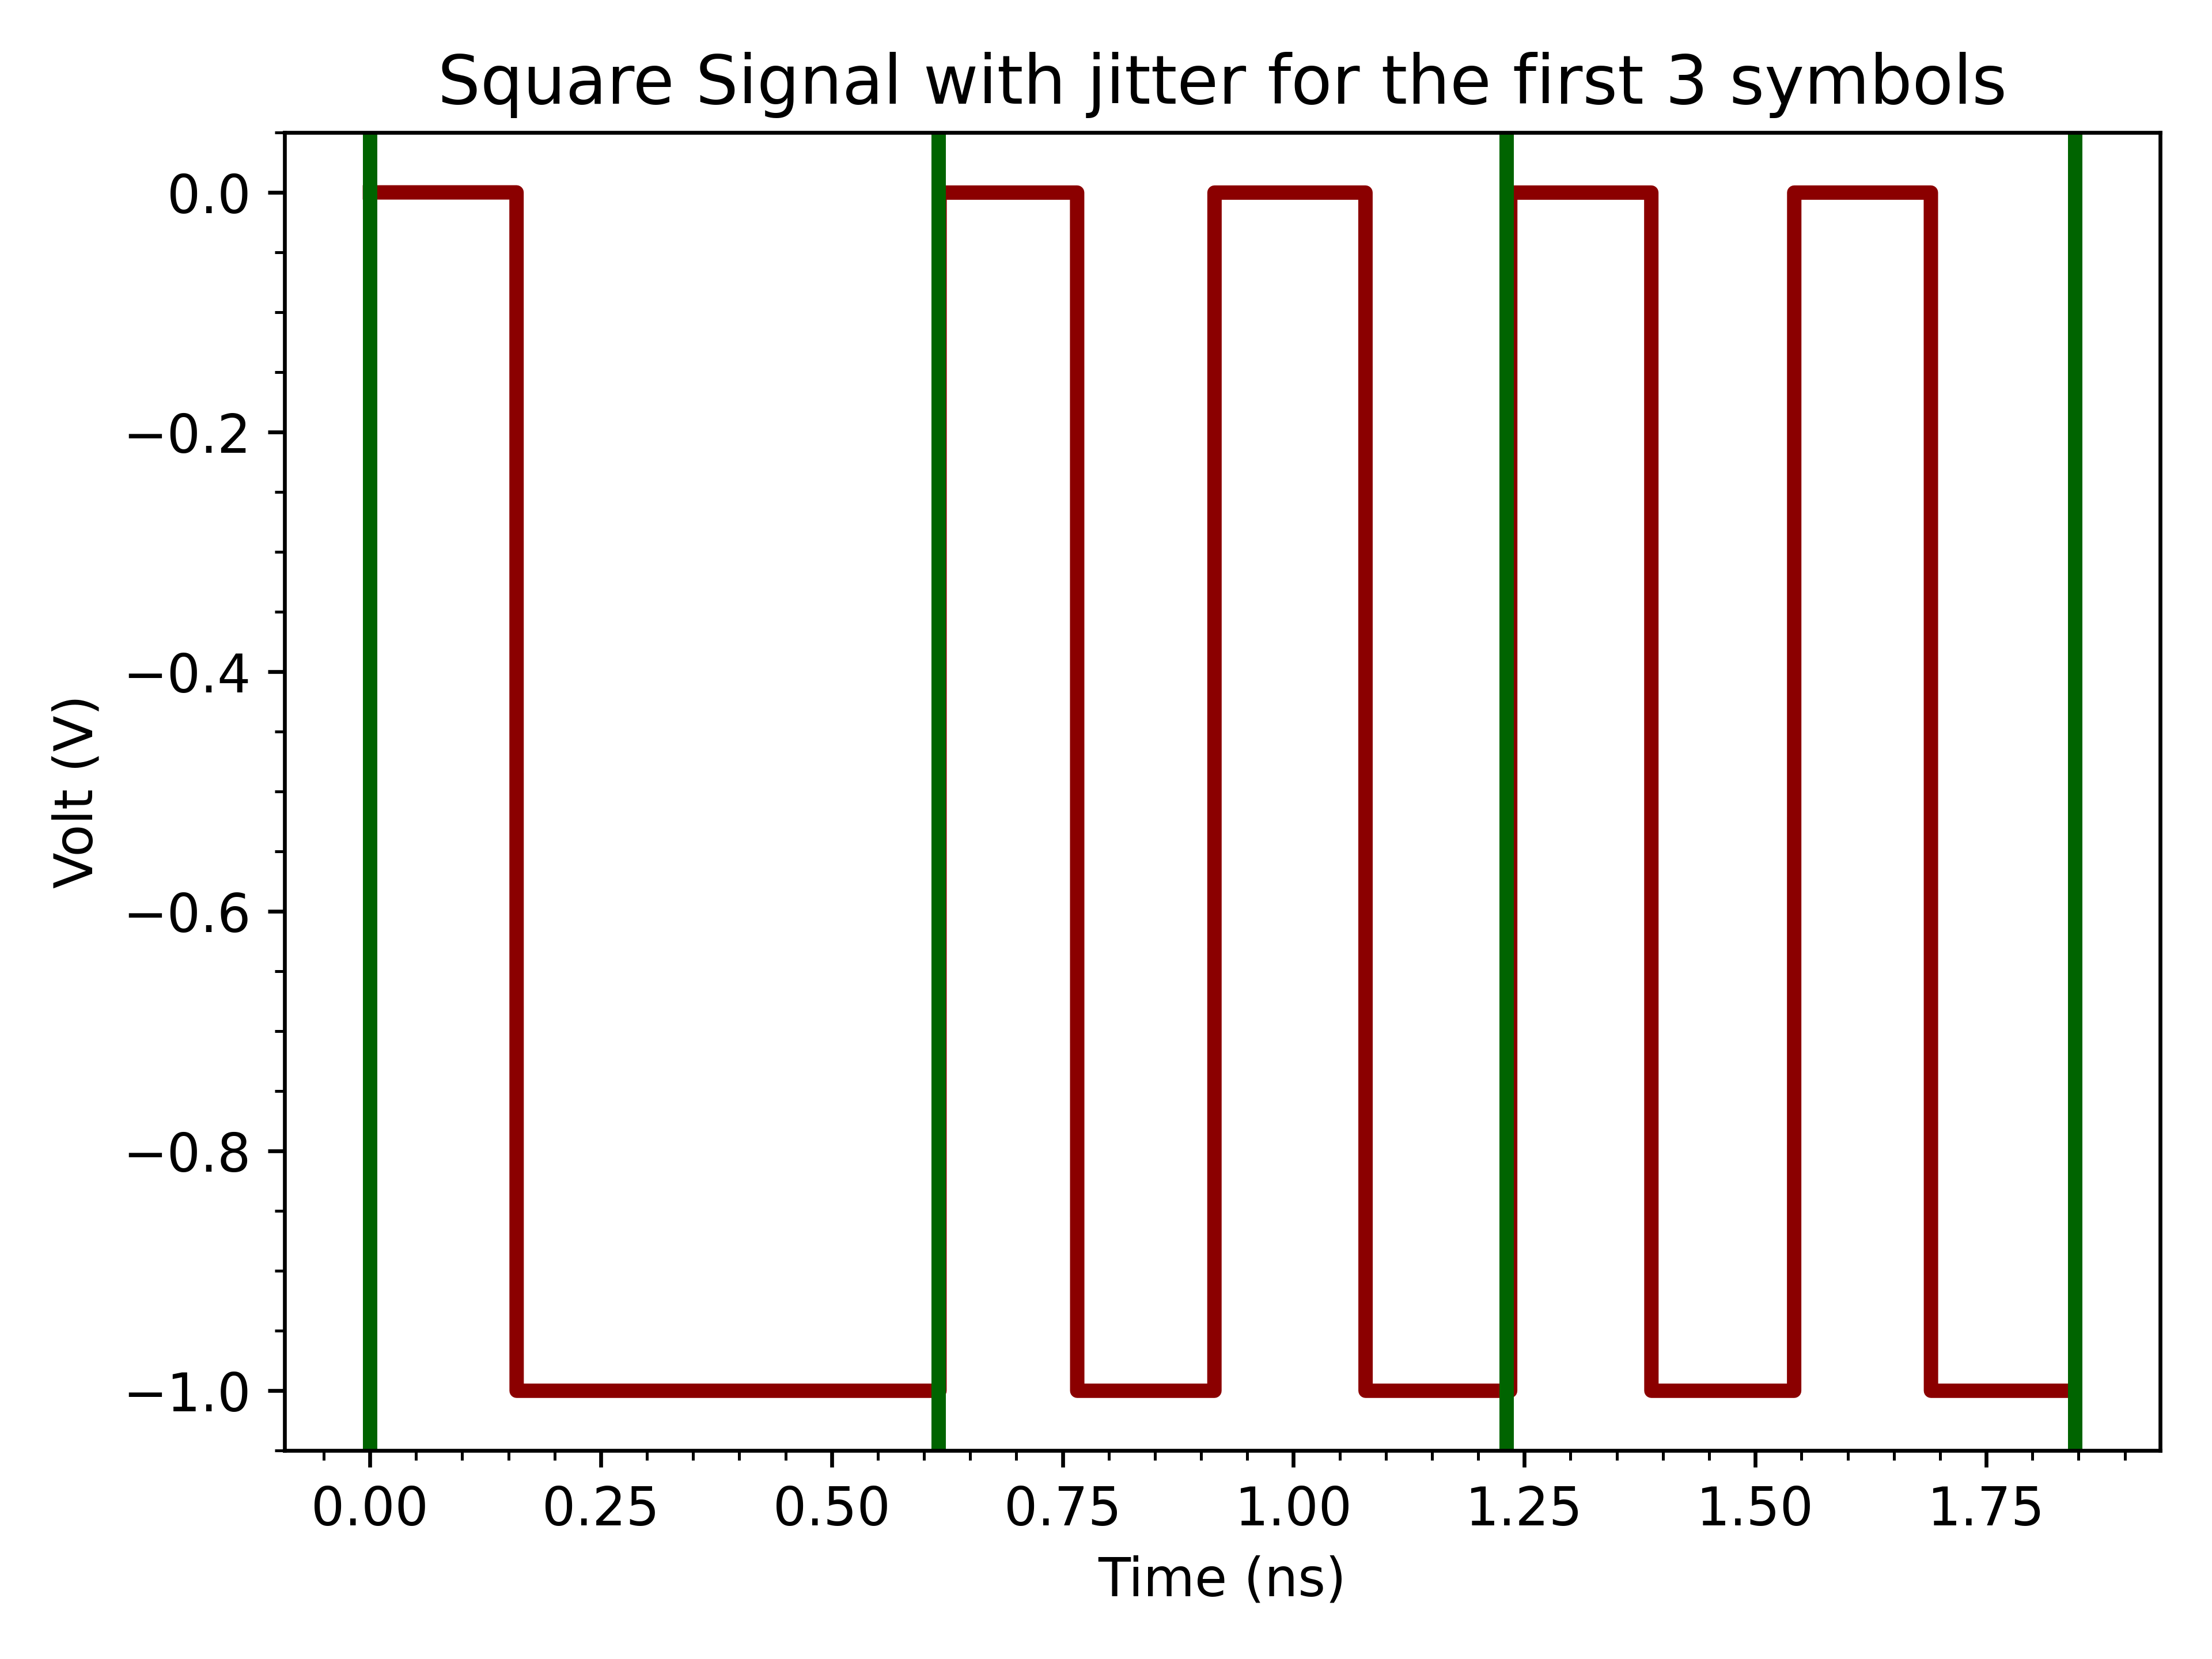 Square Signal with jitter for the first 3 symbols
Volt (V)
0.0
−0.2
−0.4
−0.6
−0.8
−1.0
0.00 0.25 0.50 0.75 1.00 1.25 1.50 1.75
Time (ns)